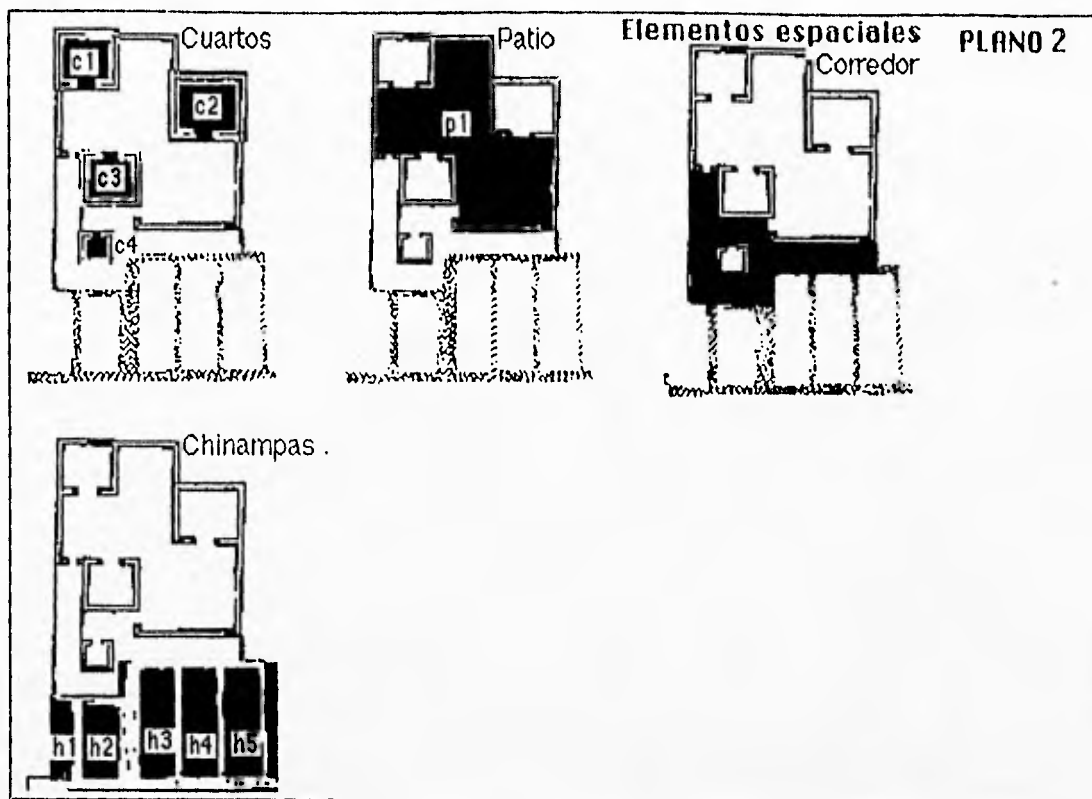 Elementos espaciales PLANO 2
Cuartos
c1
c2
c3
c4
Patio
p1
Corredor
Chinampas .
h1 h2 h3 h4 h5